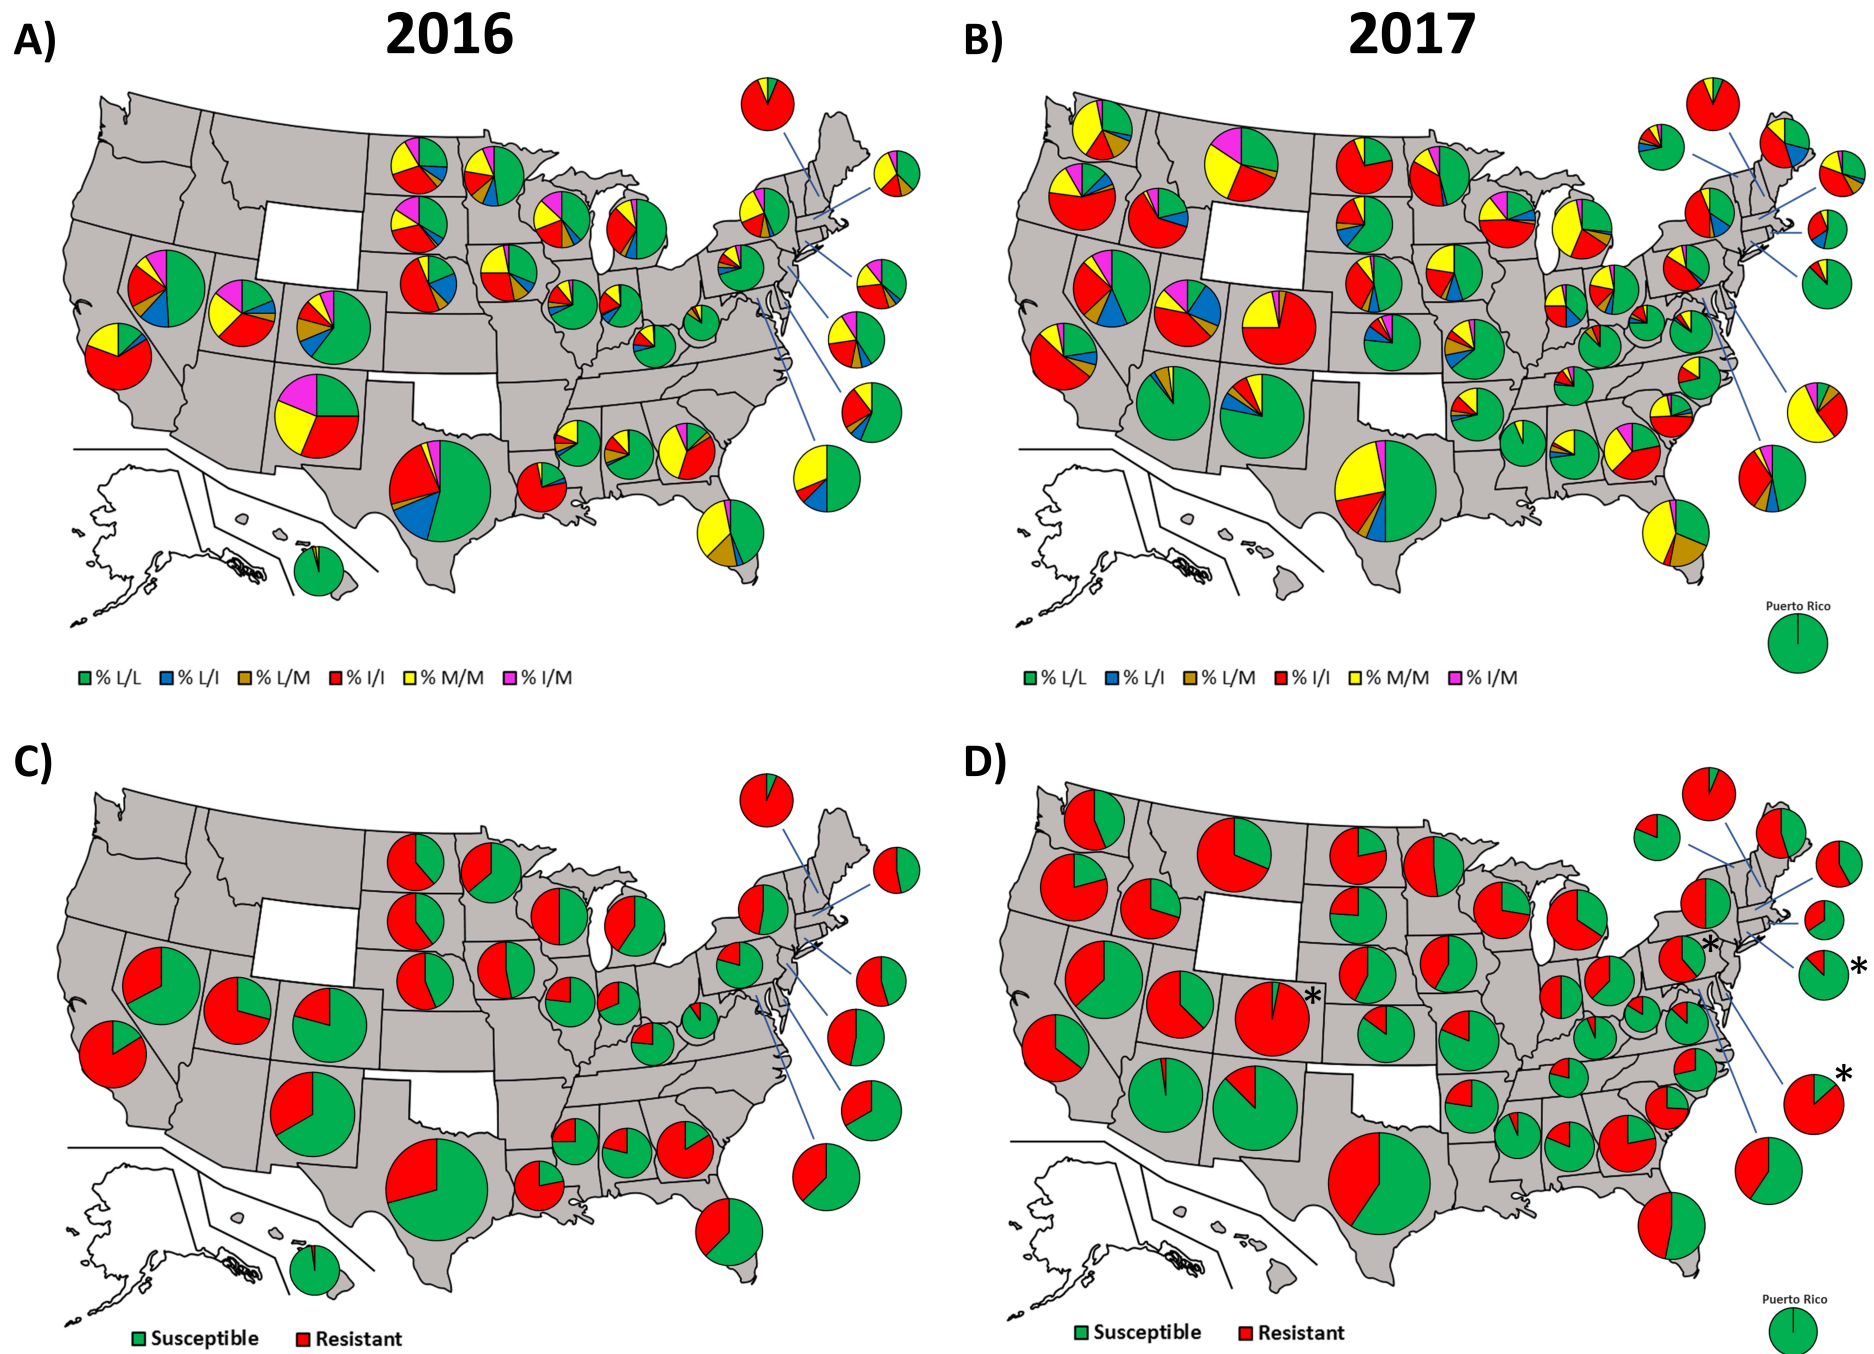 A)
2016
B)
2017
% L/L % L/I % L/M % I/I % M/M % I/M
Puerto Rico
% L/L % L/I % L/M % I/I % M/M % I/M
C)
D)
*
*
*
*
Susceptible Resistant
Puerto Rico
Susceptible Resistant